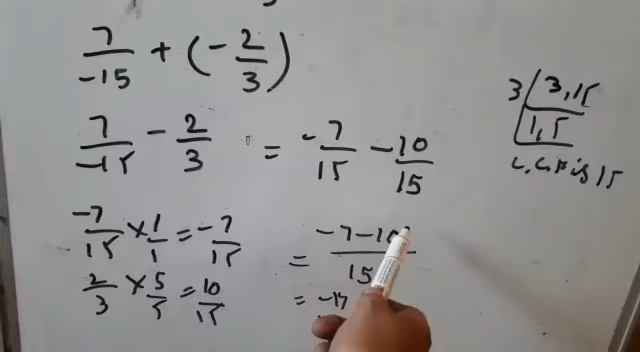 7/-15 + (- 2/3)
7/-15 - 2/3 = -7/15 - 10/15
-7/15 × 1/1 = -7/15
2/3 × 5/5 = 10/15
= -7-10/15
= -17
3 3,15
1,5
is 15